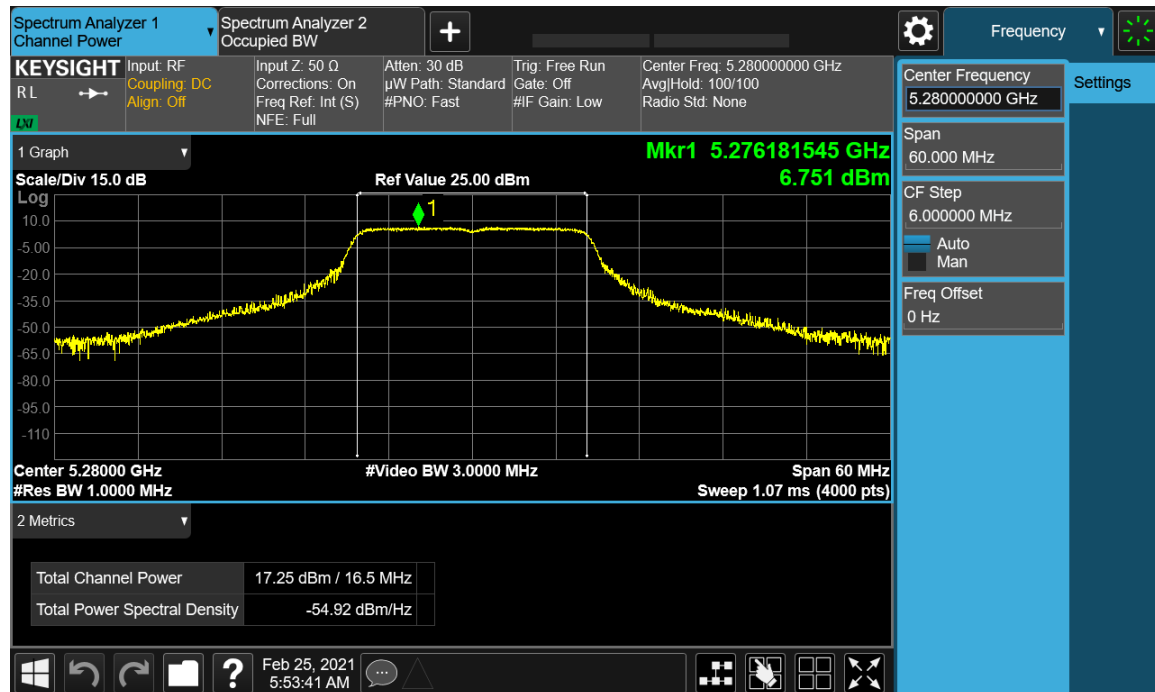 Spectrum Analyzer 1
Channel Power
Spectrum Analyzer 2
Occupied BW
Frequency
KEYSIGHT
R L
LXI
Input: RF
Coupling: DC
Align: Off
Input Z: 50 Ω
Corrections: On
Freq Ref: Int (S)
NFE: Full
Atten: 30 dB
µW Path: Standard
#PNO: Fast
Trig: Free Run
Gate: Off
#IF Gain: Low
Center Freq: 5.280000000 GHz
Avg|Hold: 100/100
Radio Std: None
Center Frequency
5.280000000 GHz
Settings
Span
60.000 MHz
CF Step
6.000000 MHz
Auto
Man
Freq Offset
0 Hz
1 Graph
Mkr1 5.276181545 GHz
6.751 dBm
Scale/Div 15.0 dB
Ref Value 25.00 dBm
Log
1
10.0
-5.00
-20.0
-35.0
-50.0
-65.0
-80.0
-95.0
-110
Center 5.28000 GHz
#Video BW 3.0000 MHz
Span 60 MHz
#Res BW 1.0000 MHz
Sweep 1.07 ms (4000 pts)
2 Metrics
Total Channel Power 17.25 dBm / 16.5 MHz
Total Power Spectral Density -54.92 dBm/Hz
?
Feb 25, 2021
5:53:41 AM